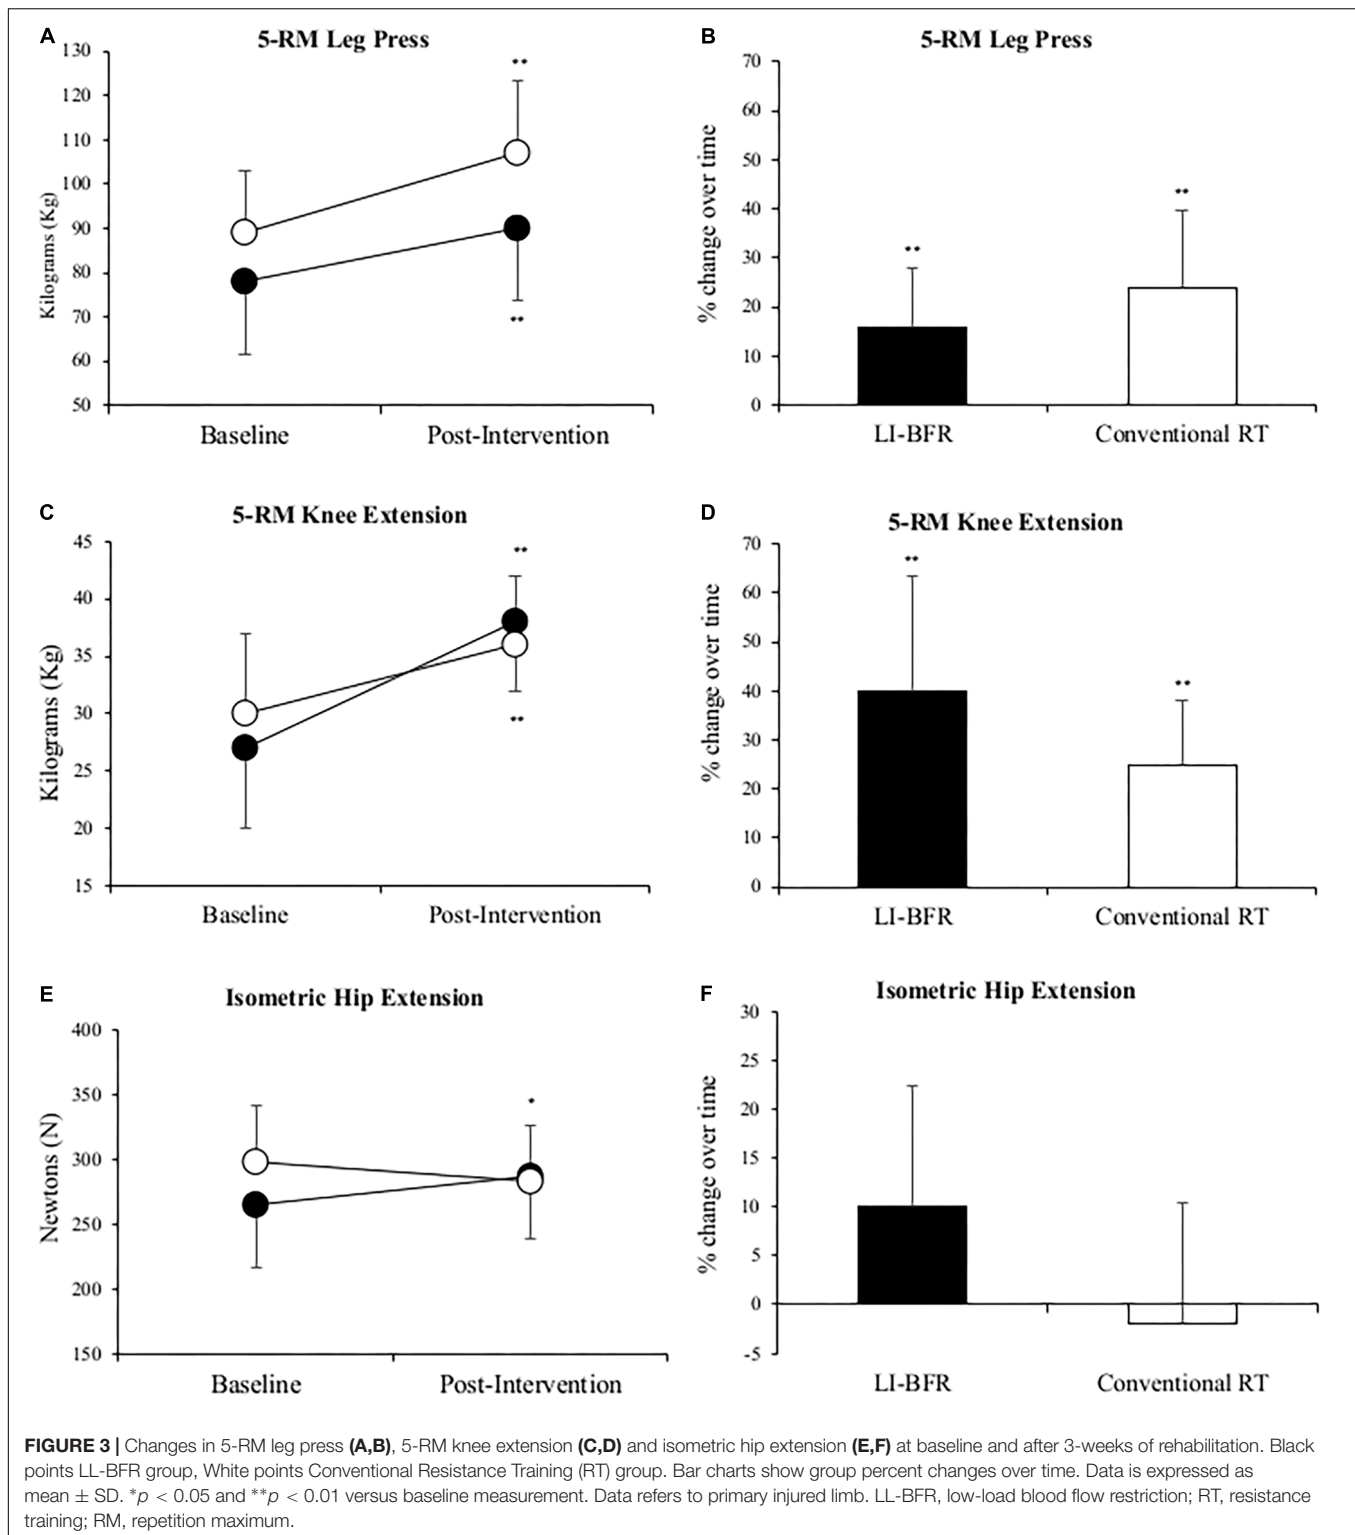 A
5-RM Leg Press
130
120
110
100
90
80
70
60
50
Kilograms (Kg)
**
**
Baseline
Post-Intervention
B
5-RM Leg Press
70
60
50
40
30
20
10
0
% change over time
**
**
LI-BFR
Conventional RT
C
5-RM Knee Extension
45
40
35
30
25
20
15
Kilograms (Kg)
**
**
Baseline
Post-Intervention
D
5-RM Knee Extension
70
60
50
40
30
20
10
0
% change over time
**
**
LI-BFR
Conventional RT
E
Isometric Hip Extension
400
350
300
250
200
150
Newtons (N)
*
Baseline
Post-Intervention
F
Isometric Hip Extension
30
25
20
15
10
5
0
-5
% change over time
LI-BFR
Conventional RT
FIGURE 3 | Changes in 5-RM leg press (A,B), 5-RM knee extension (C,D) and isometric hip extension (E,F) at baseline and after 3-weeks of rehabilitation. Black
points LL-BFR group, White points Conventional Resistance Training (RT) group. Bar charts show group percent changes over time. Data is expressed as
mean ± SD. *p < 0.05 and **p < 0.01 versus baseline measurement. Data refers to primary injured limb. LL-BFR, low-load blood flow restriction; RT, resistance
training; RM, repetition maximum.